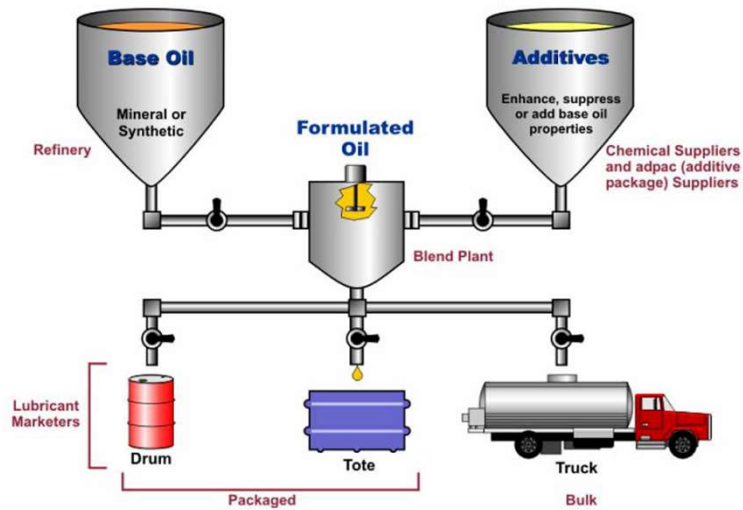 Base Oil
Mineral or
Synthetic
Refinery
Additives
Enhance, suppress
or add base oil
properties
Chemical Suppliers
and adpac (additive
package) Suppliers
Formulated
Oil
Blend Plant
Lubricant
Marketers
Drum
Tote
Truck
Packaged
Bulk